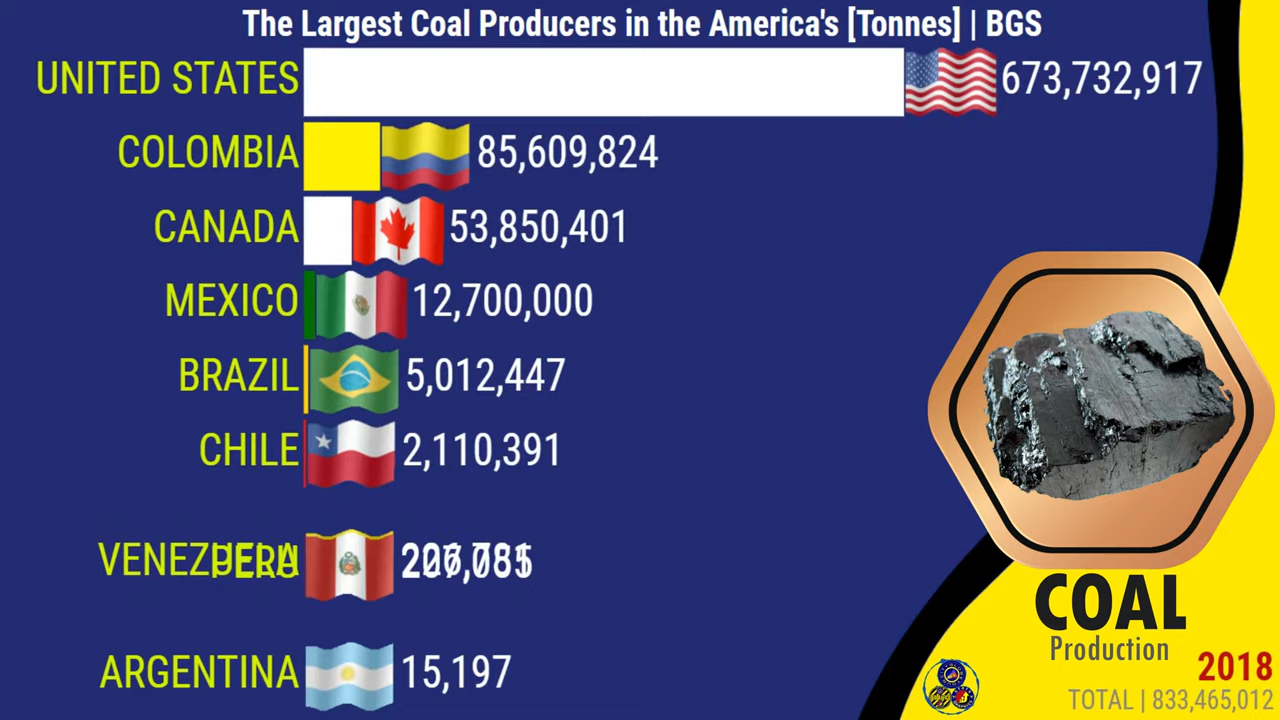 The Largest Coal Producers in the America's [Tonnes] | BGS
UNITED STATES 673,732,917
COLOMBIA 85,609,824
CANADA 53,850,401
MEXICO 12,700,000
BRAZIL 5,012,447
CHILE 2,110,391
VENEZUELA
PERU
ARGENTINA 15,197
COAL
Production
2018
TOTAL | 833,465,012